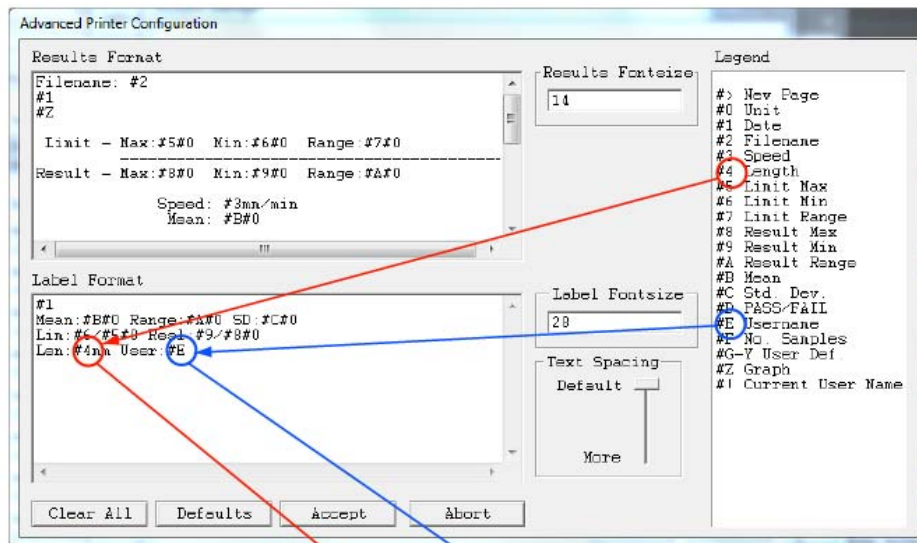 Advanced Printer Configuration
Results Format
Filename: #2
#1
#Z
Limit - Max:#5#0 Min:#6#0 Range:#7#0
--------------------------------------------------
Result - Max:#8#0 Min:#9#0 Range:#A#0
Speed: #3mm/min
Mean: #B#0
Results Fontsize
14
Label Format
#1
Mean:#B#0 Range:#A#0 SD:#C#0
Lim:#6/#5#0 Resl:#9/#8#0
Len:#4mm User:#E
Label Fontsize
28
Text Spacing
Default
More
Clear All
Defaults
Accept
Abort
Legend
#> New Page
#0 Unit
#1 Date
#2 Filename
#3 Speed
#4 Length
#5 Limit Max
#6 Limit Min
#7 Limit Range
#8 Result Max
#9 Result Min
#A Result Range
#B Mean
#C Std. Dev.
#D PASS/FAIL
#E Username
#F No. Samples
#G-Y User Def.
#Z Graph
#! Current User Name